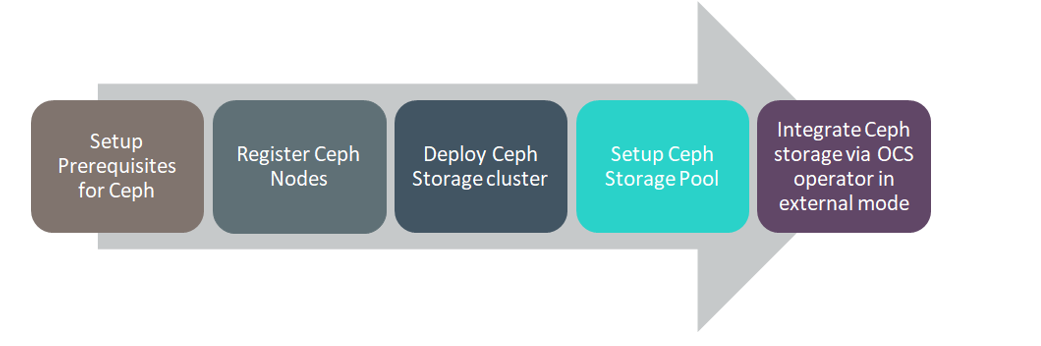 Setup
Prerequisites
for Ceph
Register Ceph
Nodes
Deploy Ceph
Storage cluster
Setup Ceph
Storage Pool
Integrate Ceph
storage via OCS
operator in
external mode